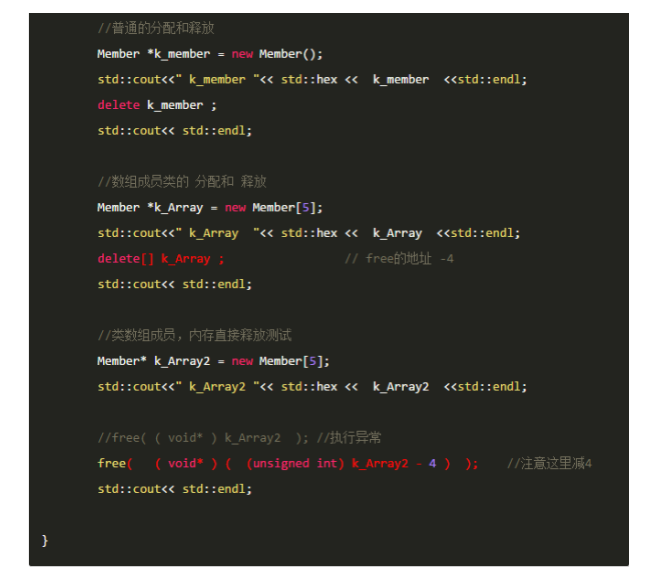 //普通的分配和释放
Member *k_member = new Member();
std::cout<<" k_member "<< std::hex <<  k_member  <<std::endl;
delete k_member ;
std::cout<< std::endl;
//数组成员类的 分配和 释放
Member *k_Array = new Member[5];
std::cout<<" k_Array  "<< std::hex <<  k_Array  <<std::endl;
delete[] k_Array ;                 // free的地址 -4
std::cout<< std::endl;
//类数组成员，内存直接释放测试
Member* k_Array2 = new Member[5];
std::cout<<" k_Array2 "<< std::hex <<  k_Array2  <<std::endl;
//free( ( void* ) k_Array2  ); //执行异常
free(   ( void* ) (  (unsigned int) k_Array2 - 4 )  );    //注意这里减4
std::cout<< std::endl;
}